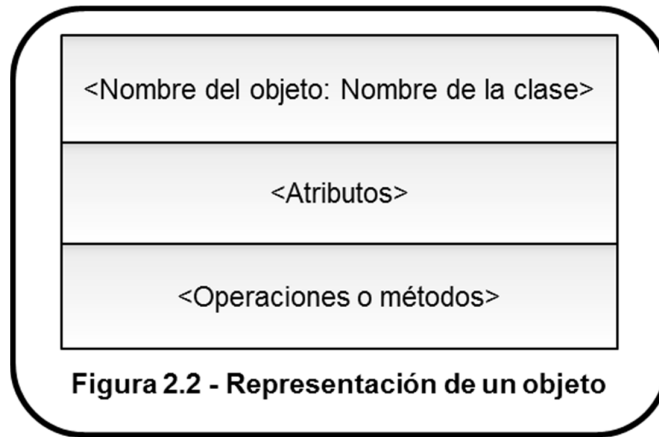 <Nombre del objeto: Nombre de la clase>
<Atributos>
<Operaciones o métodos>
Figura 2.2 - Representación de un objeto